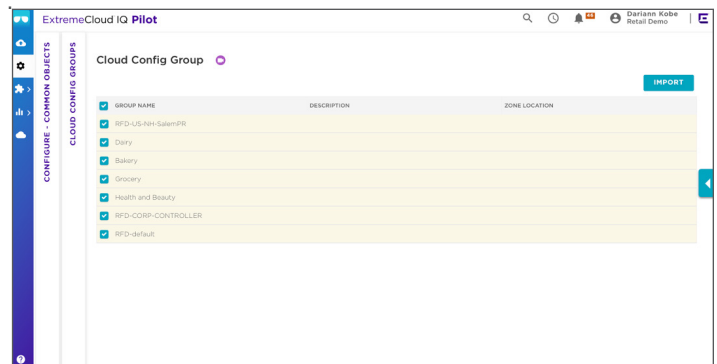 ExtremeCloud IQ Pilot
Dariann Kobe
Retail Demo
CONFIGURE - COMMON OBJECTS
CLOUD CONFIG GROUPS
Cloud Config Group
IMPORT
GROUP NAME DESCRIPTION ZONE LOCATION
RFD-US-NH-SalemPR
Dairy
Bakery
Grocery
Health and Beauty
RFD-CORP-CONTROLLER
RFD-default